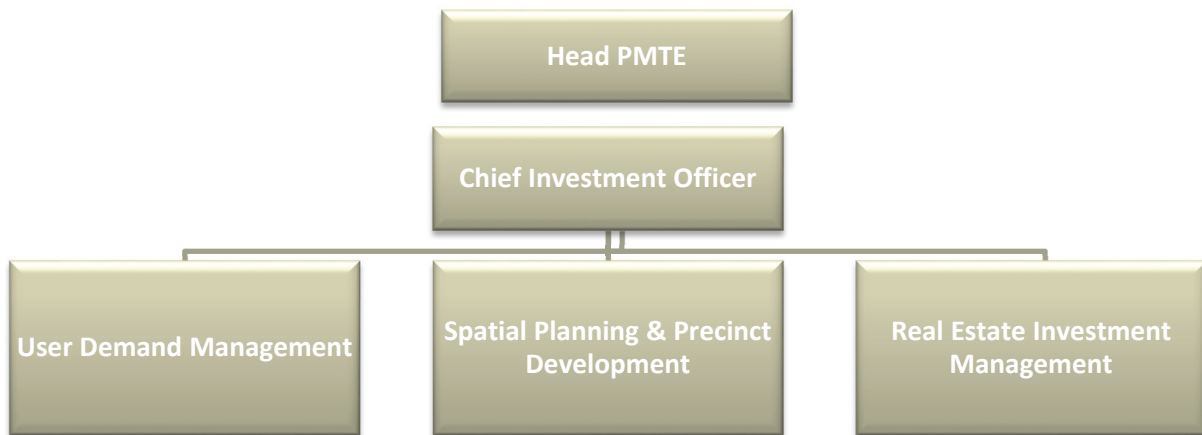 Head PMTE
Chief Investment Officer
User Demand Management
Spatial Planning & Precinct
Development
Real Estate Investment
Management